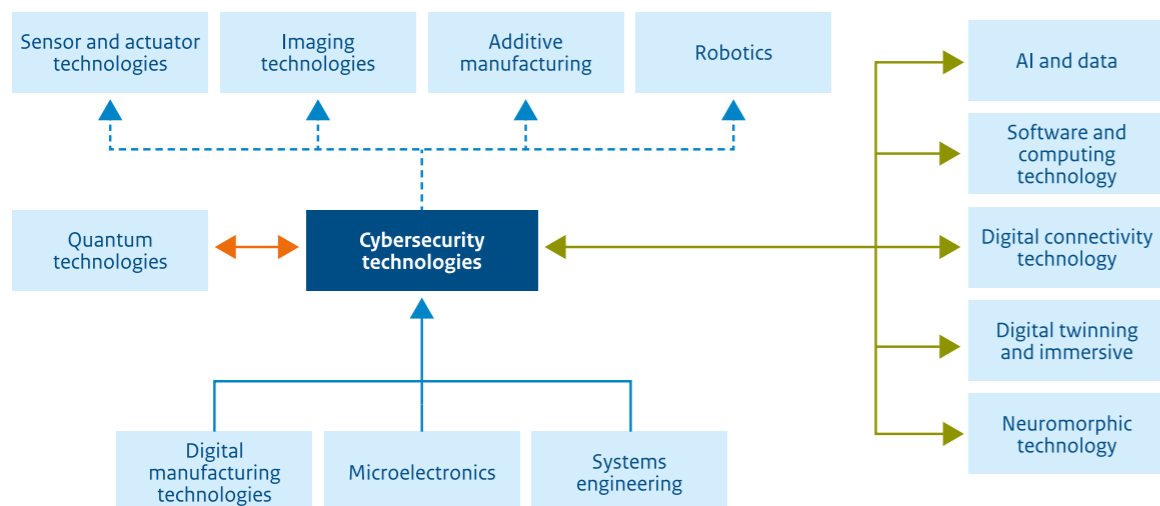 Sensor and actuator
technologies
Imaging
technologies
Additive
manufacturing
Robotics
AI and data
Software and
computing
technology
Quantum
technologies
Cybersecurity
technologies
Digital connectivity
technology
Digital twinning
and immersive
Neuromorphic
technology
Digital
manufacturing
technologies
Microelectronics
Systems
engineering